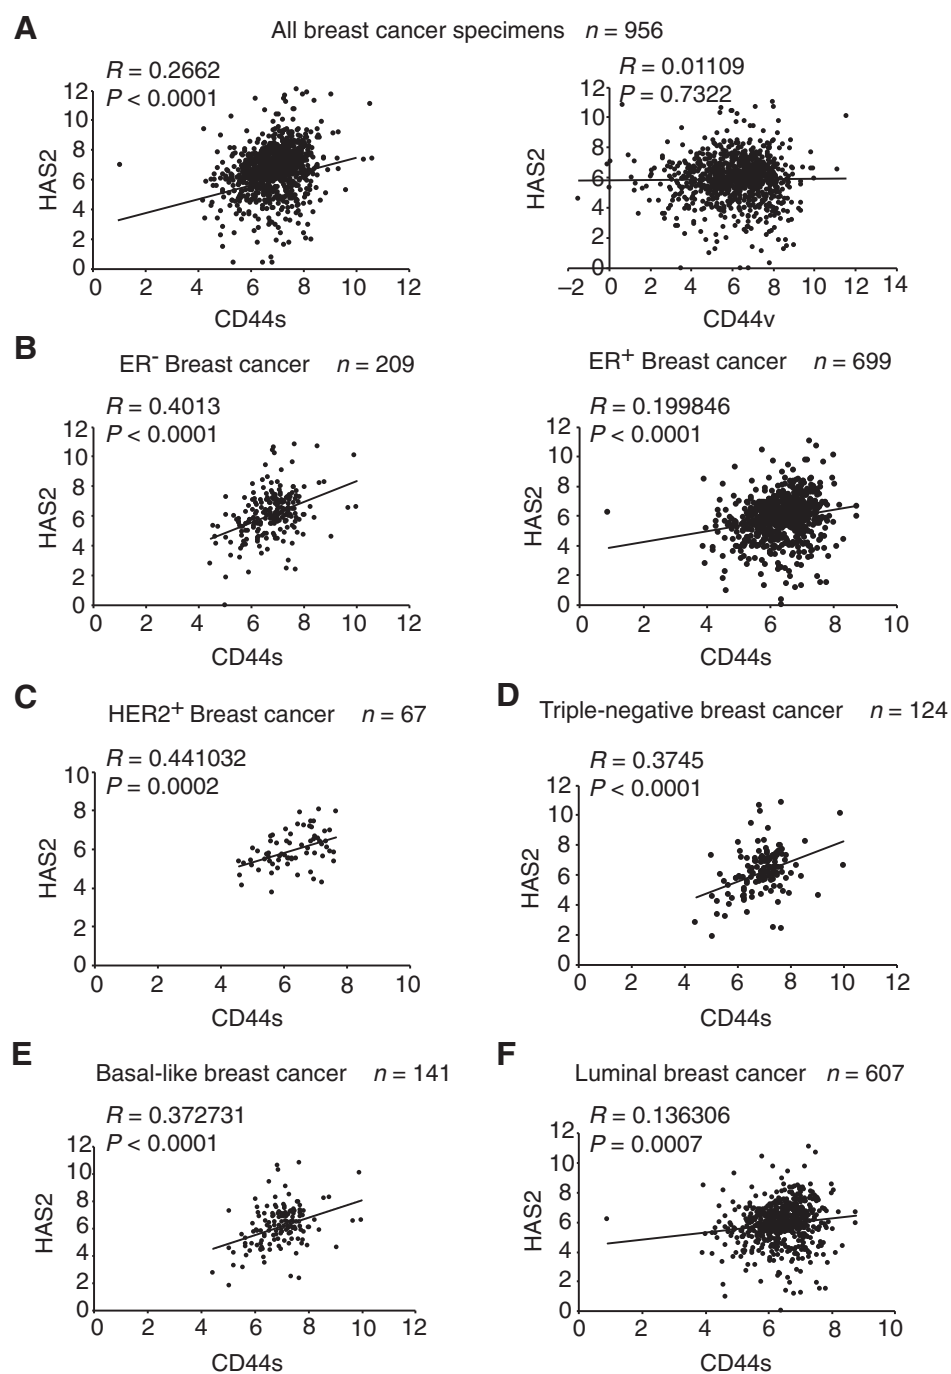 A
All breast cancer specimens n = 956
R = 0.2662
P < 0.0001
12
10
8
6
4
2
0
HAS2
0 2 4 6 8 10 12
CD44s
R = 0.01109
P = 0.7322
12
10
8
6
4
2
0
HAS2
–2 0 2 4 6 8 10 12 14
CD44v
B
ER- Breast cancer n = 209
R = 0.4013
P < 0.0001
12
10
8
6
4
2
0
HAS2
0 2 4 6 8 10 12
CD44s
ER+ Breast cancer n = 699
R = 0.199846
P < 0.0001
12
10
8
6
4
2
0
HAS2
0 2 4 6 8 10
CD44s
C
HER2+ Breast cancer n = 67
R = 0.441032
P = 0.0002
10
8
6
4
2
0
HAS2
0 2 4 6 8 10
CD44s
D
Triple-negative breast cancer n = 124
R = 0.3745
P < 0.0001
12
10
8
6
4
2
0
HAS2
0 2 4 6 8 10 12
CD44s
E
Basal-like breast cancer n = 141
R = 0.372731
P < 0.0001
12
10
8
6
4
2
0
HAS2
0 2 4 6 8 10 12
CD44s
F
Luminal breast cancer n = 607
R = 0.136306
P = 0.0007
12
10
8
6
4
2
0
HAS2
0 2 4 6 8 10
CD44s